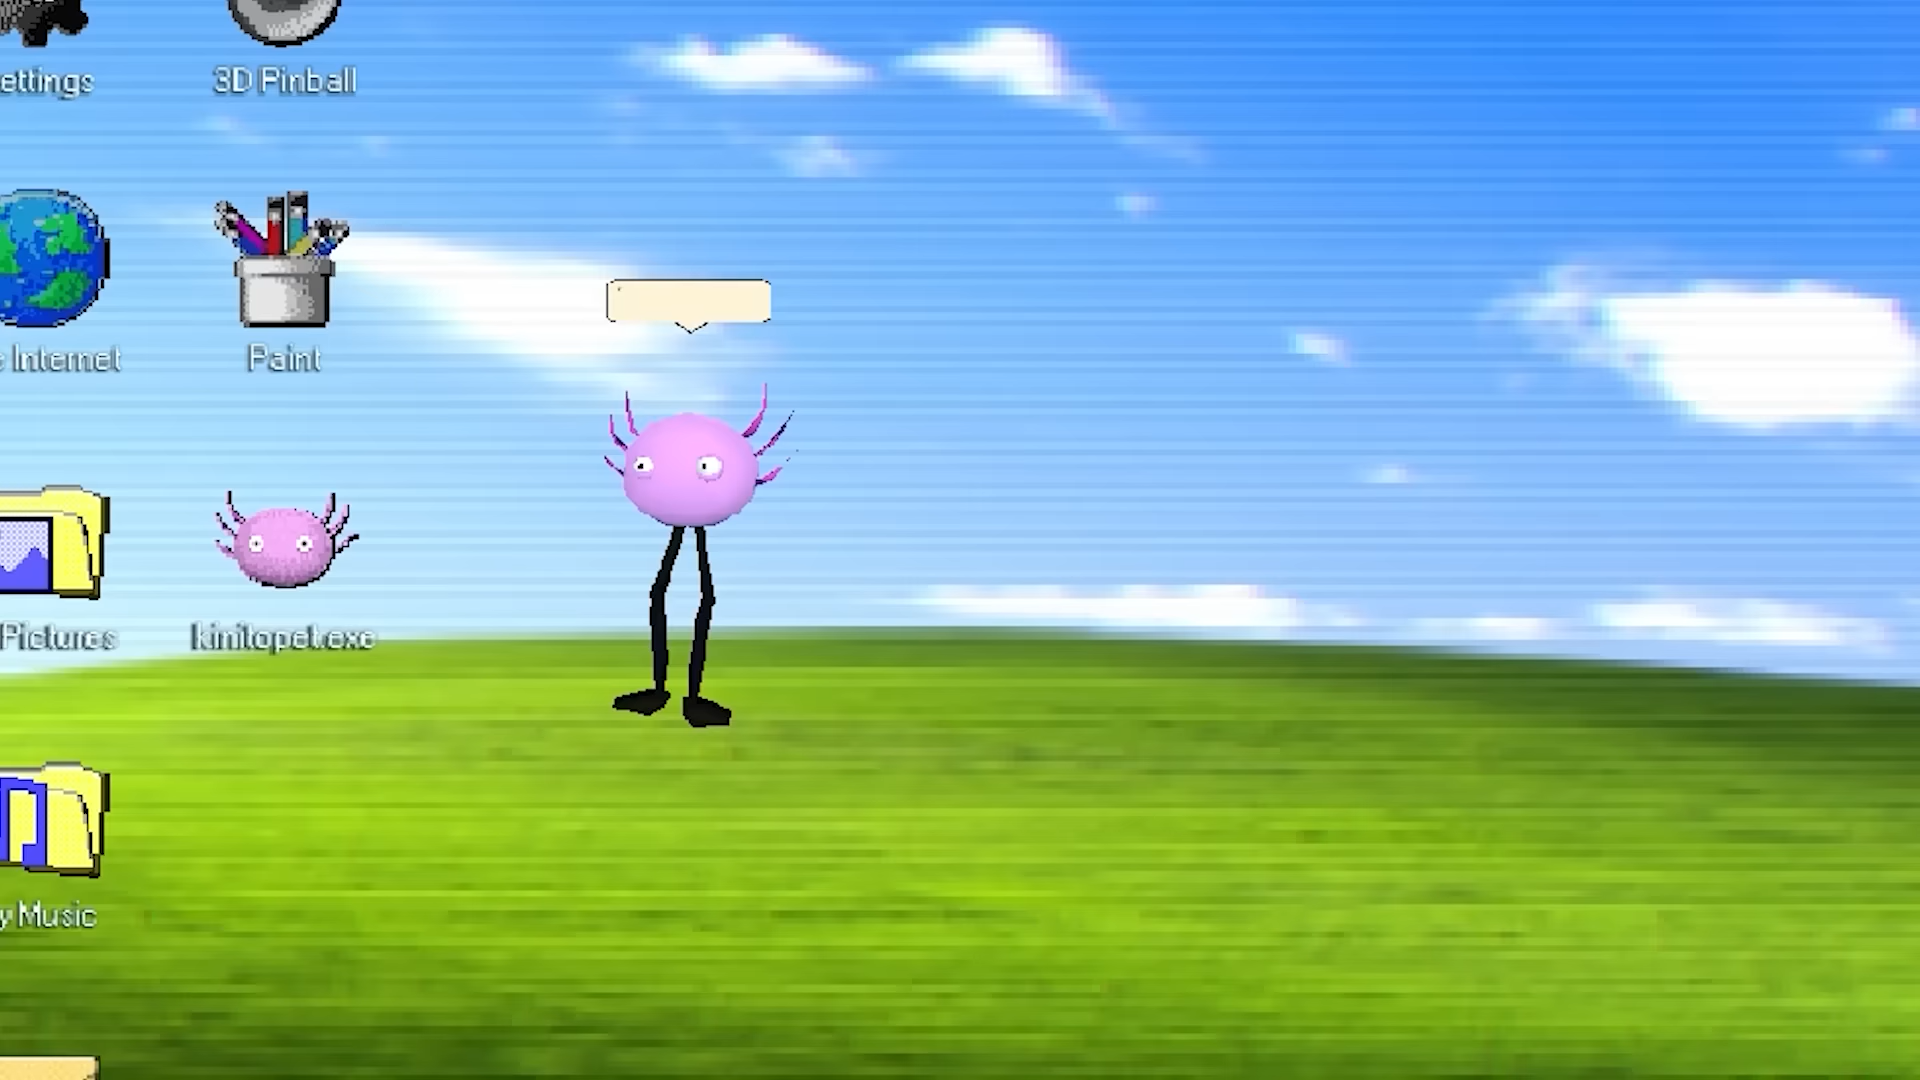 ettings
3D Pinball
e Internet
Paint
Pictures
kinitopet.exe
y Music